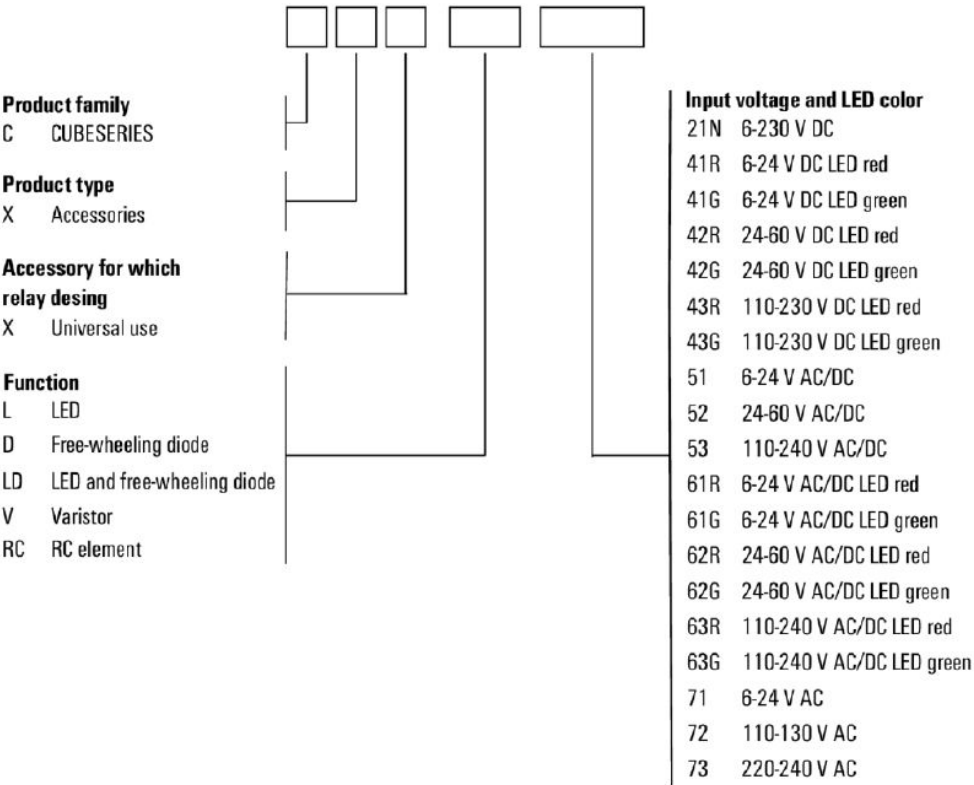 Product family
C CUBESERIES
Product type
X Accessories
Accessory for which
relay desing
X Universal use
Function
L LED
D Free-wheeling diode
LD LED and free-wheeling diode
V Varistor
RC RC element
Input voltage and LED color
21N 6-230 V DC
41R 6-24 V DC LED red
41G 6-24 V DC LED green
42R 24-60 V DC LED red
42G 24-60 V DC LED green
43R 110-230 V DC LED red
43G 110-230 V DC LED green
51 6-24 V AC/DC
52 24-60 V AC/DC
53 110-240 V AC/DC
61R 6-24 V AC/DC LED red
61G 6-24 V AC/DC LED green
62R 24-60 V AC/DC LED red
62G 24-60 V AC/DC LED green
63R 110-240 V AC/DC LED red
63G 110-240 V AC/DC LED green
71 6-24 V AC
72 110-130 V AC
73 220-240 V AC